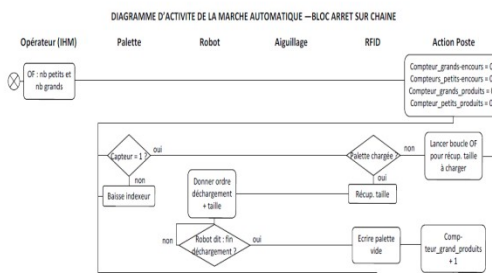 DIAGRAMME D'ACTIVITE DE LA MARCHE AUTOMATIQUE —BLOC ARRET SUR CHAINE
Opérateur (IHM)
Palette
Robot
Aiguillage
RFID
Action Poste
OF : nb petits et
nb grands
Compteur_grands-encours = 0
Compteurs_petits-encours = 0
Compteur_grands_produits = 0
Compteur_petits_produits = 0
Capteur = 1 ?
oui
Palette chargée
non
Lancer boucle OF
pour récup. taille
à charger
non
oui
Baisse indexeur
Donner ordre
déchargement
+ taille
Récup. taille
non
Robot dit : fin
déchargement ?
oui
Ecrire palette
vide
Comp-
teur_grand_produits
+ 1